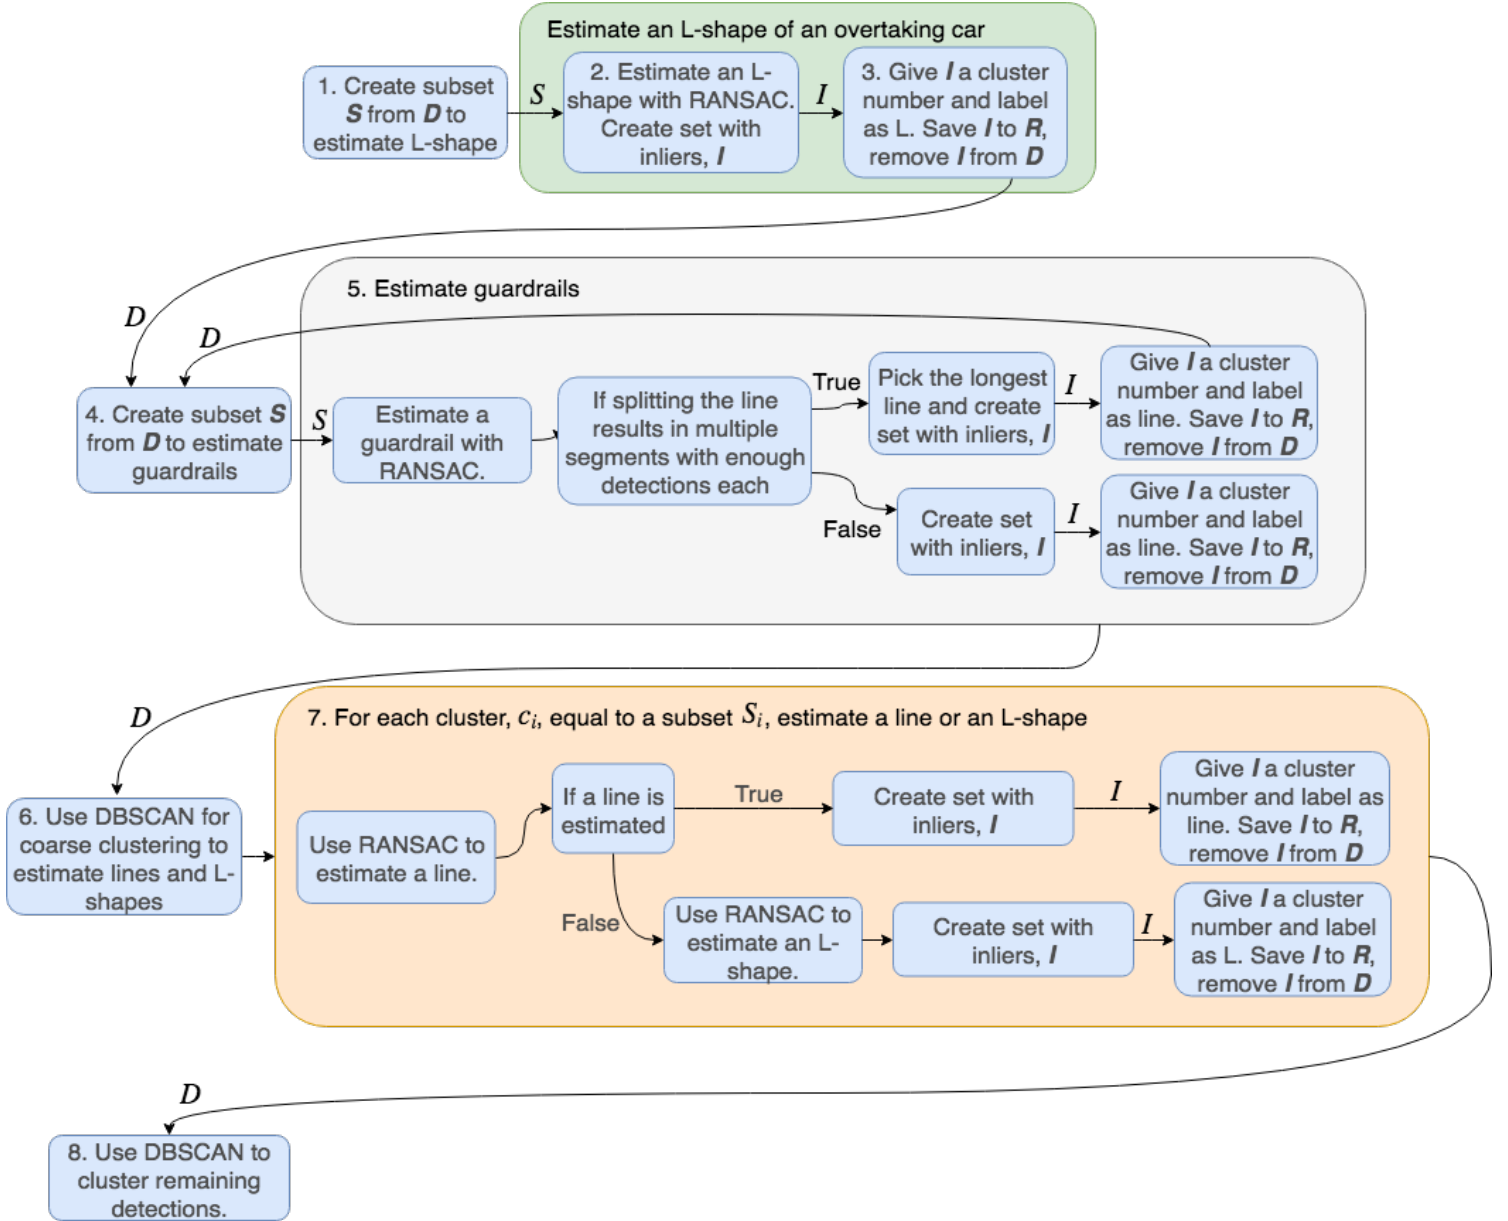 Estimate an L-shape of an overtaking car
1. Create subset
S from D to
estimate L-shape
S
2. Estimate an L-
shape with RANSAC.
Create set with
inliers, I
I
3. Give I a cluster
number and label
as L. Save I to R,
remove I from D
D
5. Estimate guardrails
D
4. Create subset S
from D to estimate
guardrails
S
Estimate a
guardrail with
RANSAC.
If splitting the line
results in multiple
segments with enough
detections each
True
Pick the longest
line and create
set with inliers, I
I
Give I a cluster
number and label
as line. Save I to R,
remove I from D
False
Create set
with inliers, I
I
Give I a cluster
number and label
as line. Save I to R,
remove I from D
D
7. For each cluster, ci, equal to a subset Si, estimate a line or an L-shape
6. Use DBSCAN for
coarse clustering to
estimate lines and L-
shapes
Use RANSAC to
estimate a line.
If a line is
estimated
True
Create set with
inliers, I
I
Give I a cluster
number and label as
line. Save I to R,
remove I from D
False
Use RANSAC to
estimate an L-
shape.
Create set with
inliers, I
I
Give I a cluster
number and label
as L. Save I to R,
remove I from D
D
8. Use DBSCAN to
cluster remaining
detections.